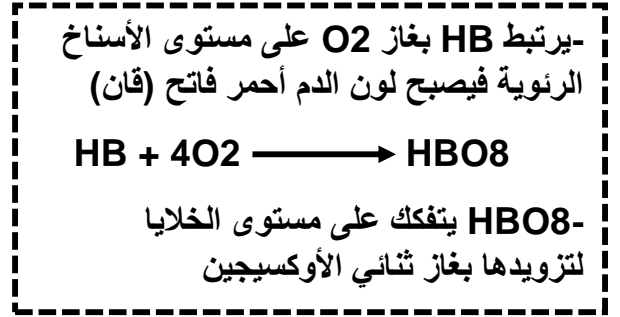 -يرتبط HB بغاز O2 على مستوى الأسناخ
الرئوية فيصبح لون الدم أحمر فاتح (قان)
HB + 4O2 ⟶ HBO8
-HBO8 يتفكك على مستوى الخلايا
لتزويدها بغاز ثنائي الأوكسيجين